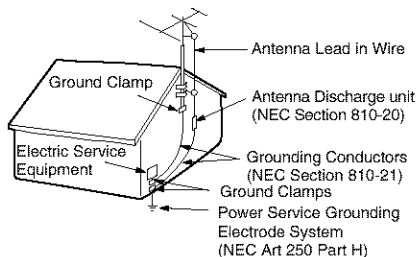 Antenna Lead in Wire
Ground Clamp
Antenna Discharge unit
(NEC Section 810-20)
Electric Service
Equipment
Grounding Conductors
(NEC Section 810-21)
Ground Clamps
Power Service Grounding
Electrode System
(NEC Art 250 Part H)